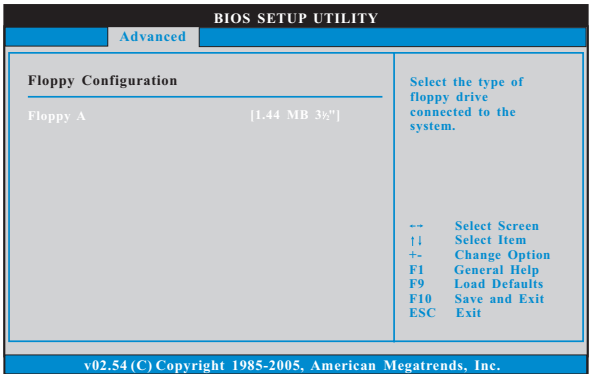 BIOS SETUP UTILITY
Advanced
Floppy Configuration
Floppy A [1.44 MB 3½"]
Select the type of
floppy drive
connected to the
system.
←→ Select Screen
↑↓ Select Item
+- Change Option
F1 General Help
F9 Load Defaults
F10 Save and Exit
ESC Exit
v02.54 (C) Copyright 1985-2005, American Megatrends, Inc.